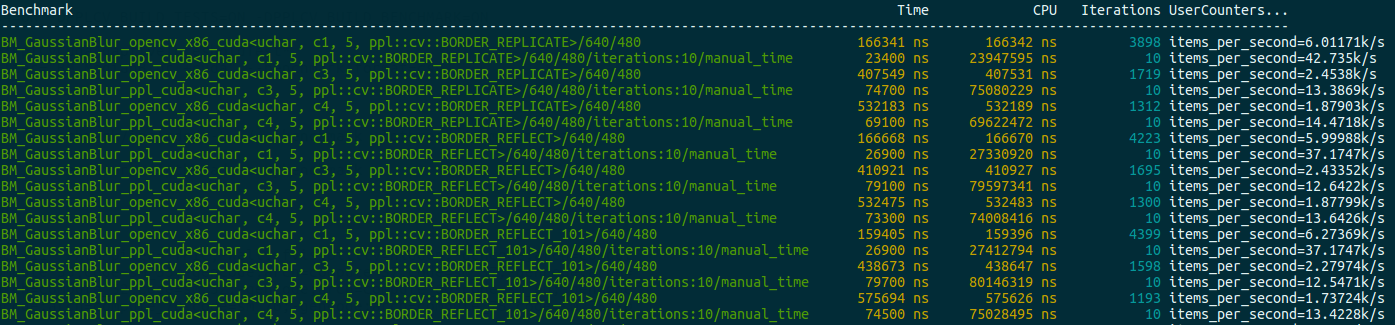 Benchmark Time CPU Iterations UserCounters...
--------------------------------------------------------------------------------------------------------------------------------------------------------
BM_GaussianBlur_opencv_x86_cuda<uchar, c1, 5, ppl::cv::BORDER_REPLICATE>/640/480 166341 ns 166342 ns 3898 items_per_second=6.01171k/s
BM_GaussianBlur_ppl_cuda<uchar, c1, 5, ppl::cv::BORDER_REPLICATE>/640/480/iterations:10/manual_time 23400 ns 23947595 ns 10 items_per_second=42.735k/s
BM_GaussianBlur_opencv_x86_cuda<uchar, c3, 5, ppl::cv::BORDER_REPLICATE>/640/480 407549 ns 407531 ns 1719 items_per_second=2.4538k/s
BM_GaussianBlur_ppl_cuda<uchar, c3, 5, ppl::cv::BORDER_REPLICATE>/640/480/iterations:10/manual_time 74700 ns 75080229 ns 10 items_per_second=13.3869k/s
BM_GaussianBlur_opencv_x86_cuda<uchar, c4, 5, ppl::cv::BORDER_REPLICATE>/640/480 532183 ns 532189 ns 1312 items_per_second=1.87903k/s
BM_GaussianBlur_ppl_cuda<uchar, c4, 5, ppl::cv::BORDER_REPLICATE>/640/480/iterations:10/manual_time 69100 ns 69622472 ns 10 items_per_second=14.4718k/s
BM_GaussianBlur_opencv_x86_cuda<uchar, c1, 5, ppl::cv::BORDER_REFLECT>/640/480 166668 ns 166670 ns 4223 items_per_second=5.99988k/s
BM_GaussianBlur_ppl_cuda<uchar, c1, 5, ppl::cv::BORDER_REFLECT>/640/480/iterations:10/manual_time 26900 ns 27330920 ns 10 items_per_second=37.1747k/s
BM_GaussianBlur_opencv_x86_cuda<uchar, c3, 5, ppl::cv::BORDER_REFLECT>/640/480 410921 ns 410927 ns 1695 items_per_second=2.43352k/s
BM_GaussianBlur_ppl_cuda<uchar, c3, 5, ppl::cv::BORDER_REFLECT>/640/480/iterations:10/manual_time 79100 ns 79597341 ns 10 items_per_second=12.6422k/s
BM_GaussianBlur_opencv_x86_cuda<uchar, c4, 5, ppl::cv::BORDER_REFLECT>/640/480 532475 ns 532483 ns 1300 items_per_second=1.87799k/s
BM_GaussianBlur_ppl_cuda<uchar, c4, 5, ppl::cv::BORDER_REFLECT>/640/480/iterations:10/manual_time 73300 ns 74008416 ns 10 items_per_second=13.6426k/s
BM_GaussianBlur_opencv_x86_cuda<uchar, c1, 5, ppl::cv::BORDER_REFLECT_101>/640/480 159405 ns 159396 ns 4399 items_per_second=6.27369k/s
BM_GaussianBlur_ppl_cuda<uchar, c1, 5, ppl::cv::BORDER_REFLECT_101>/640/480/iterations:10/manual_time 26900 ns 27412794 ns 10 items_per_second=37.1747k/s
BM_GaussianBlur_opencv_x86_cuda<uchar, c3, 5, ppl::cv::BORDER_REFLECT_101>/640/480 438673 ns 438647 ns 1598 items_per_second=2.27974k/s
BM_GaussianBlur_ppl_cuda<uchar, c3, 5, ppl::cv::BORDER_REFLECT_101>/640/480/iterations:10/manual_time 79700 ns 80146319 ns 10 items_per_second=12.5471k/s
BM_GaussianBlur_opencv_x86_cuda<uchar, c4, 5, ppl::cv::BORDER_REFLECT_101>/640/480 575694 ns 575626 ns 1193 items_per_second=1.73724k/s
BM_GaussianBlur_ppl_cuda<uchar, c4, 5, ppl::cv::BORDER_REFLECT_101>/640/480/iterations:10/manual_time 74500 ns 75028495 ns 10 items_per_second=13.4228k/s